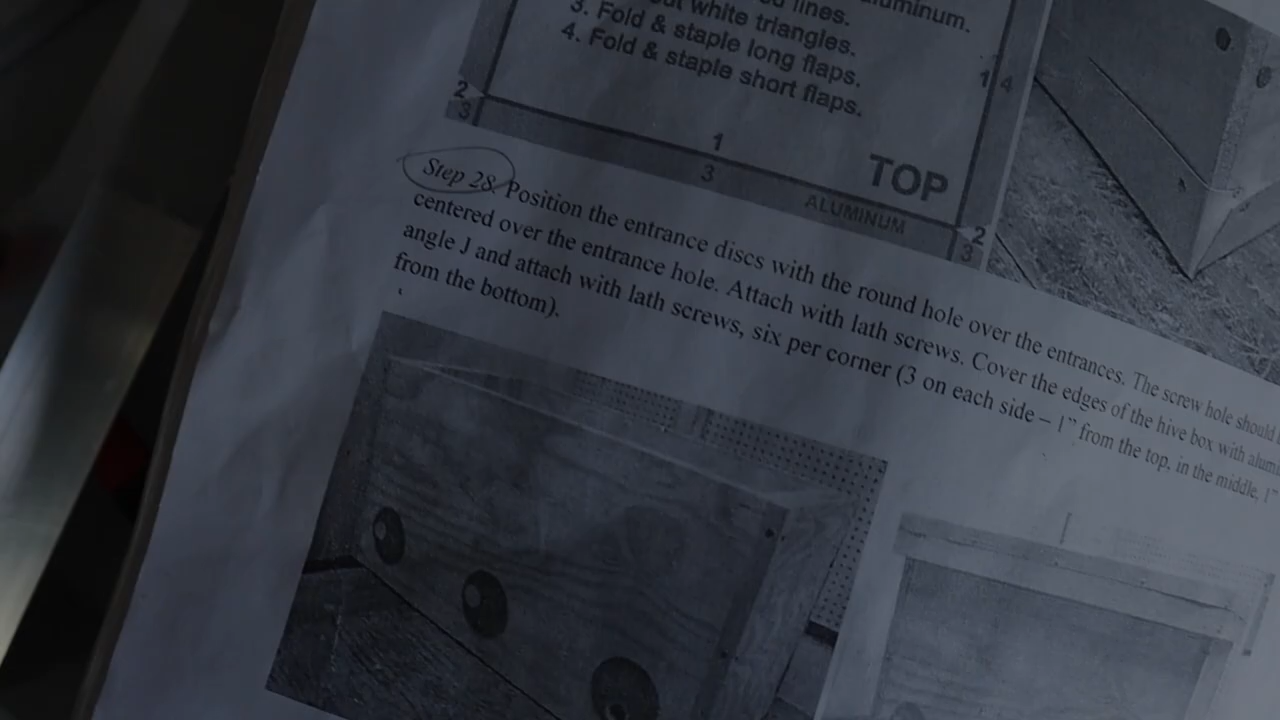 lines.
aluminum.
white triangles.
3. Fold & staple long flaps.
4. Fold & staple short flaps.
1 4
2
3
1
3
TOP
ALUMINUM
2
3
Step 28. Position the entrance discs with the round hole over the entrances. The screw hole should
centered over the entrance hole. Attach with lath screws. Cover the edges of the hive box with
angle J and attach with lath screws, six per corner (3 on each side – 1” from the top, in the middle, 1”
from the bottom).